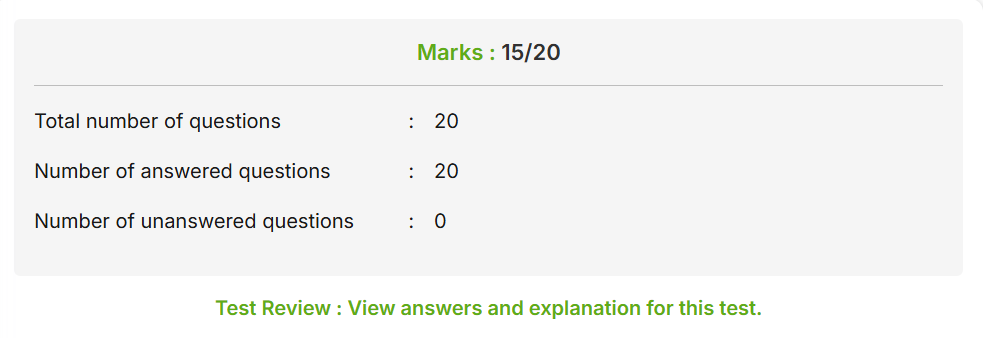 Marks : 15/20
Total number of questions : 20
Number of answered questions : 20
Number of unanswered questions : 0
Test Review : View answers and explanation for this test.